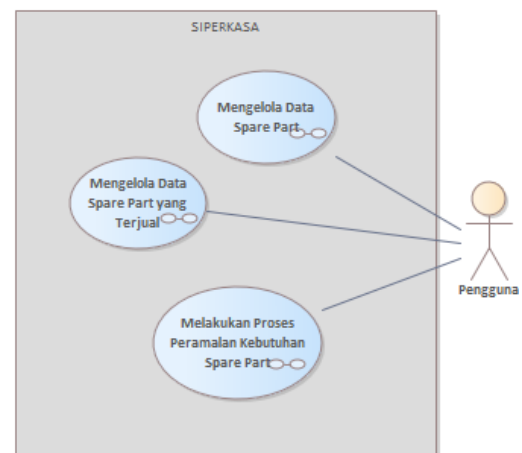 SIPERKASA
Mengelola Data
Spare Part
Mengelola Data
Spare Part yang
Terjual
Pengguna
Melakukan Proses
Peramalan Kebutuhan
Spare Part